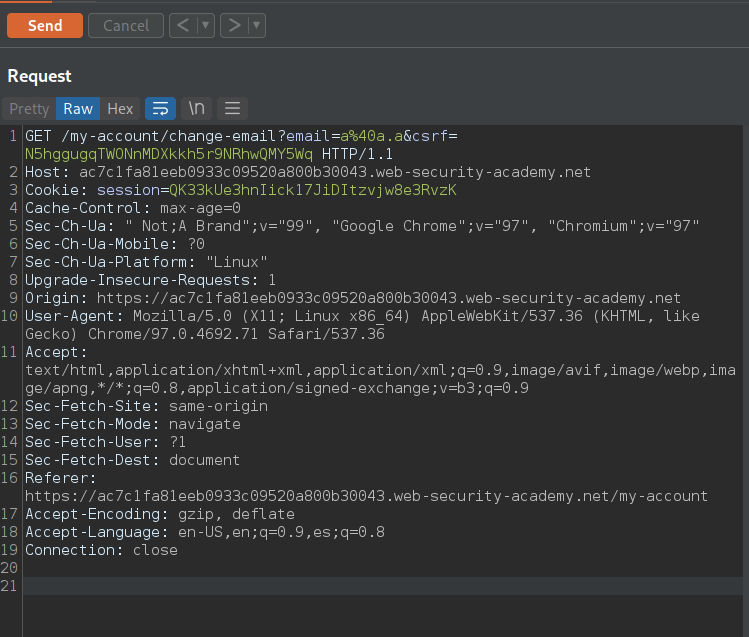 Send Cancel < ▼ > ▼
Request
Pretty Raw Hex \n
1 GET /my-account/change-email?email=a%40a.a&csrf=
N5hggugqTWONnMDXkkh5r9NRhwQMY5Wq HTTP/1.1
2 Host: ac7c1fa81eeb0933c09520a800b30043.web-security-academy.net
3 Cookie: session=QK33kUe3hnIick17JiDItzvjw8e3RvzK
4 Cache-Control: max-age=0
5 Sec-Ch-Ua: " Not;A Brand";v="99", "Google Chrome";v="97", "Chromium";v="97"
6 Sec-Ch-Ua-Mobile: ?0
7 Sec-Ch-Ua-Platform: "Linux"
8 Upgrade-Insecure-Requests: 1
9 Origin: https://ac7c1fa81eeb0933c09520a800b30043.web-security-academy.net
10 User-Agent: Mozilla/5.0 (X11; Linux x86_64) AppleWebKit/537.36 (KHTML, like
Gecko) Chrome/97.0.4692.71 Safari/537.36
11 Accept:
text/html,application/xhtml+xml,application/xml;q=0.9,image/avif,image/webp,ima
ge/apng,*/*;q=0.8,application/signed-exchange;v=b3;q=0.9
12 Sec-Fetch-Site: same-origin
13 Sec-Fetch-Mode: navigate
14 Sec-Fetch-User: ?1
15 Sec-Fetch-Dest: document
16 Referer:
https://ac7c1fa81eeb0933c09520a800b30043.web-security-academy.net/my-account
17 Accept-Encoding: gzip, deflate
18 Accept-Language: en-US,en;q=0.9,es;q=0.8
19 Connection: close
20
21